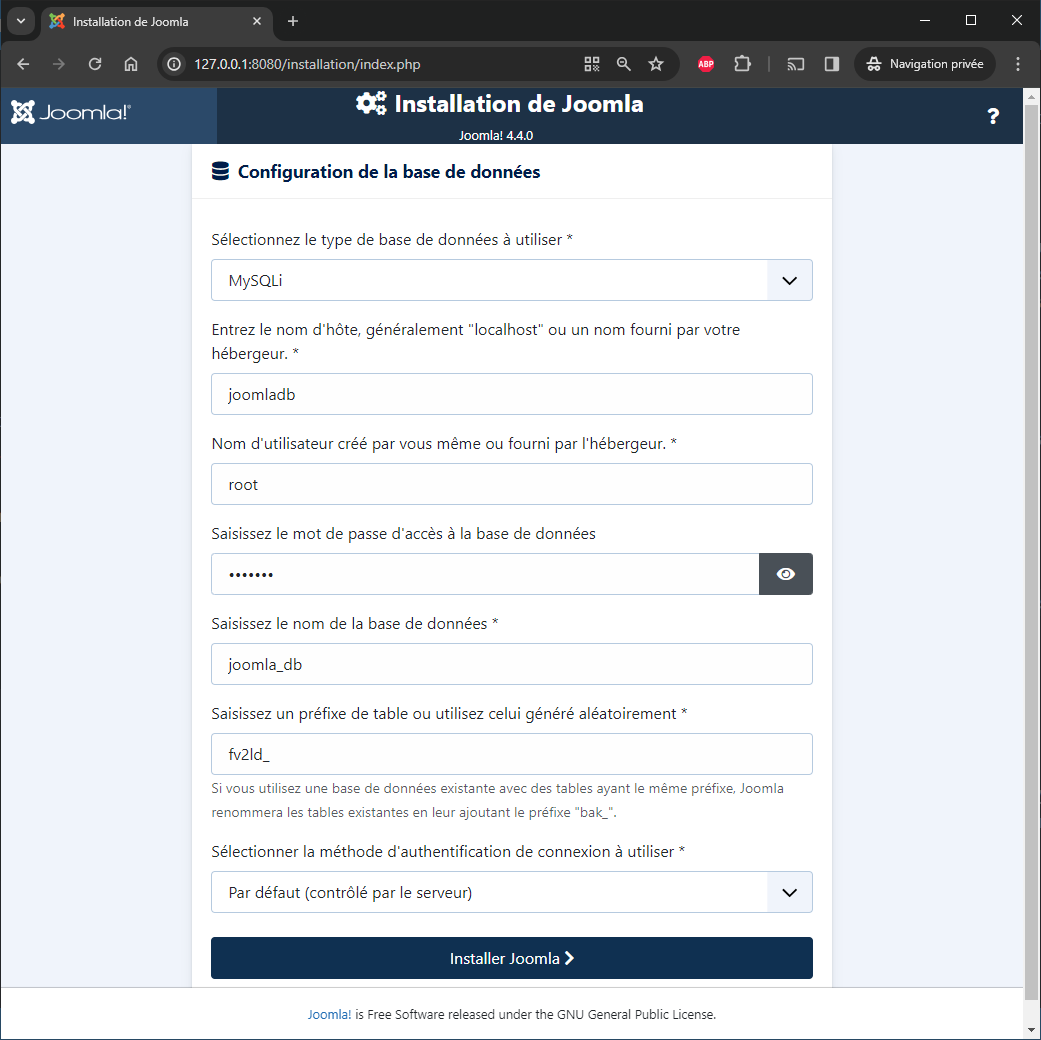 Installation de Joomla
127.0.0.1:8080/installation/index.php
ABP
Navigation privée
Joomla!®
Installation de Joomla
Joomla! 4.4.0
?
Configuration de la base de données
Sélectionnez le type de base de données à utiliser *
MySQLi
Entrez le nom d'hôte, généralement "localhost" ou un nom fourni par votre
hébergeur. *
joomladb
Nom d'utilisateur créé par vous même ou fourni par l'hébergeur. *
root
Saisissez le mot de passe d'accès à la base de données
•••••••
Saisissez le nom de la base de données *
joomla_db
Saisissez un préfixe de table ou utilisez celui généré aléatoirement *
fv2ld_
Si vous utilisez une base de données existante avec des tables ayant le même préfixe, Joomla
renommera les tables existantes en leur ajoutant le préfixe "bak_".
Sélectionner la méthode d'authentification de connexion à utiliser *
Par défaut (contrôlé par le serveur)
Installer Joomla
Joomla! is Free Software released under the GNU General Public License.